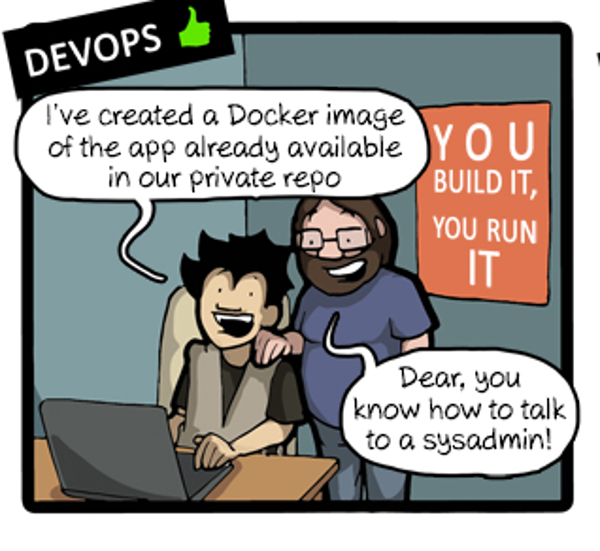 DEVOPS
I've created a Docker image
of the app already available
in our private repo
YOU
BUILD IT,
YOU RUN
IT
Dear, you
know how to talk
to a sysadmin!